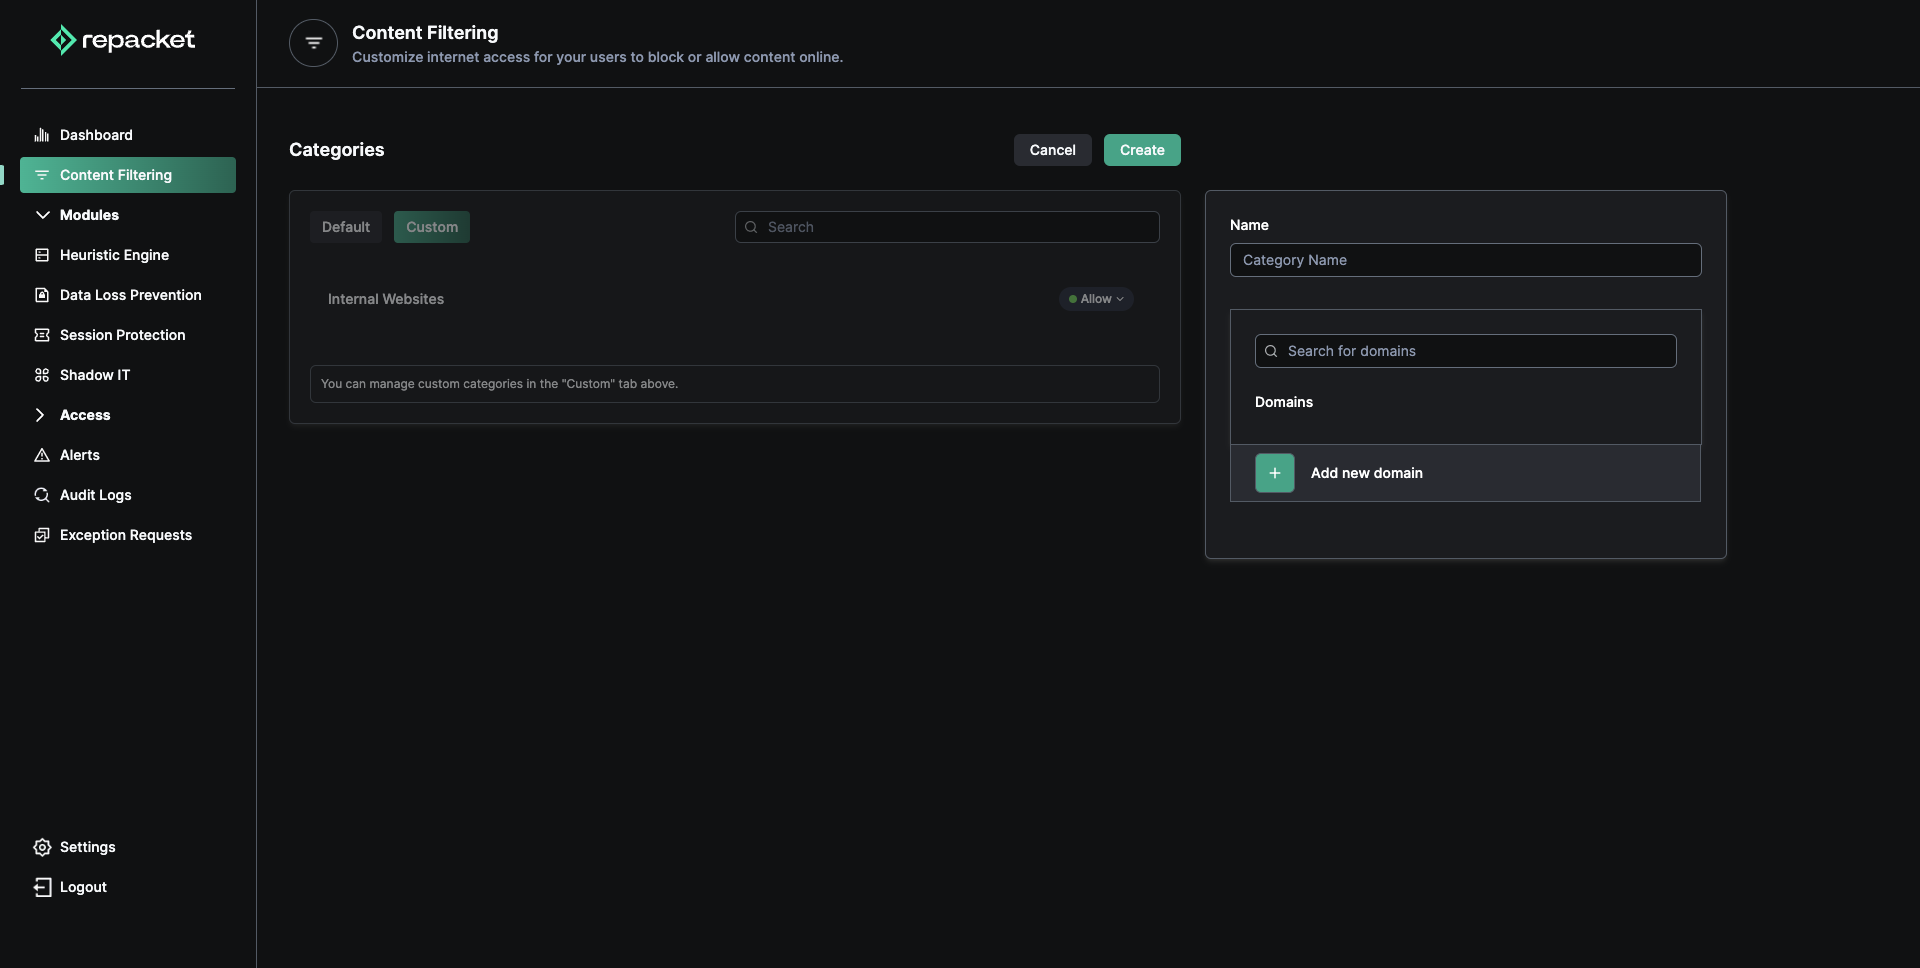 repacket
Dashboard
Content Filtering
Modules
Heuristic Engine
Data Loss Prevention
Session Protection
Shadow IT
Access
Alerts
Audit Logs
Exception Requests
Settings
Logout
Content Filtering
Customize internet access for your users to block or allow content online.
Categories
Cancel
Create
Default
Custom
Search
Internal Websites
Allow
You can manage custom categories in the "Custom" tab above.
Name
Category Name
Search for domains
Domains
Add new domain